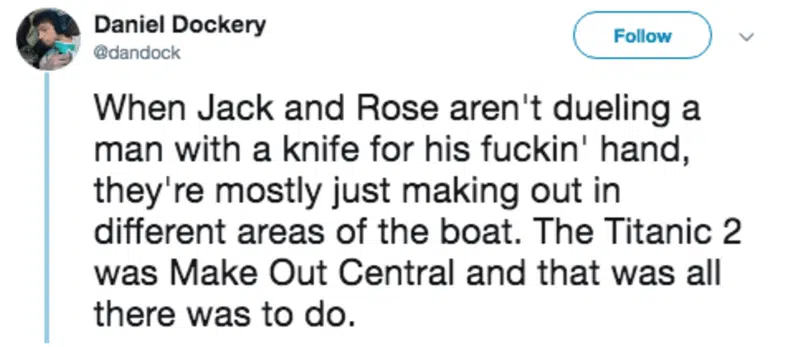 Daniel Dockery
@dandock
Follow
When Jack and Rose aren't dueling a
man with a knife for his fuckin' hand,
they're mostly just making out in
different areas of the boat. The Titanic 2
was Make Out Central and that was all
there was to do.